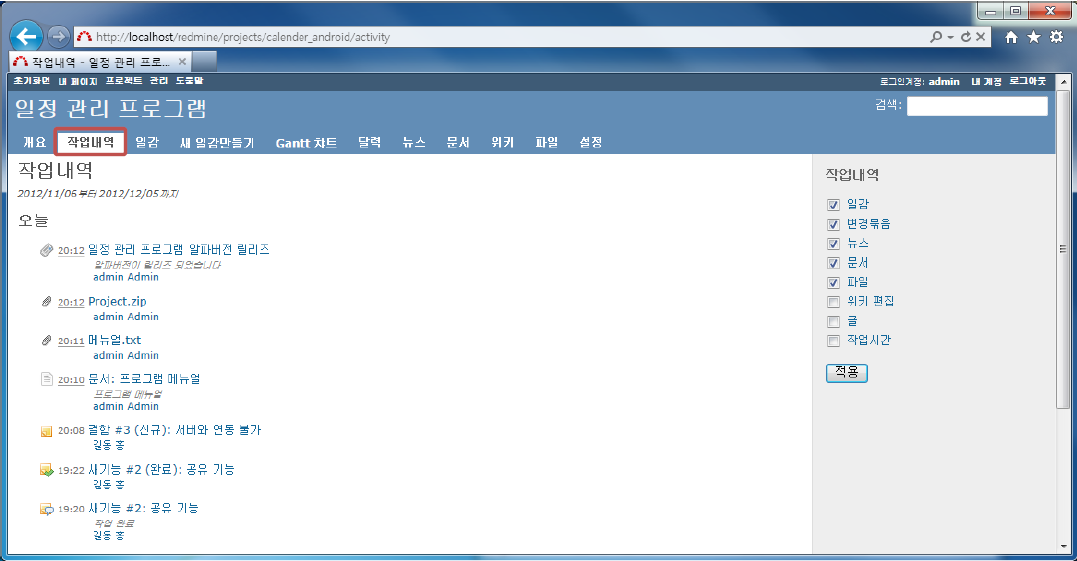 http://localhost/redmine/projects/calender_android/activity
작업내역 - 일정 관리 프로...
초기화면 내 페이지 프로젝트 관리 도움말 로그인계정: admin 내 계정 로그아웃
일정 관리 프로그램 검색:
개요 작업내역 일감 새 일감만들기 Gantt 챠트 달력 뉴스 문서 위키 파일 설정
작업내역
2012/11/06부터 2012/12/05까지
오늘
20:12 일정 관리 프로그램 알파버전 릴리즈
알파버전이 릴리즈 되었습니다
admin Admin
20:12 Project.zip
admin Admin
20:11 메뉴얼.txt
admin Admin
20:10 문서: 프로그램 메뉴얼
프로그램 메뉴얼
admin Admin
20:08 결함 #3 (신규): 서버와 연동 불가
길동 홍
19:22 새기능 #2 (완료): 공유 기능
길동 홍
19:20 새기능 #2: 공유 기능
작업 완료
길동 홍
작업내역
일감
변경묶음
뉴스
문서
파일
위키 편집
글
작업시간
적용